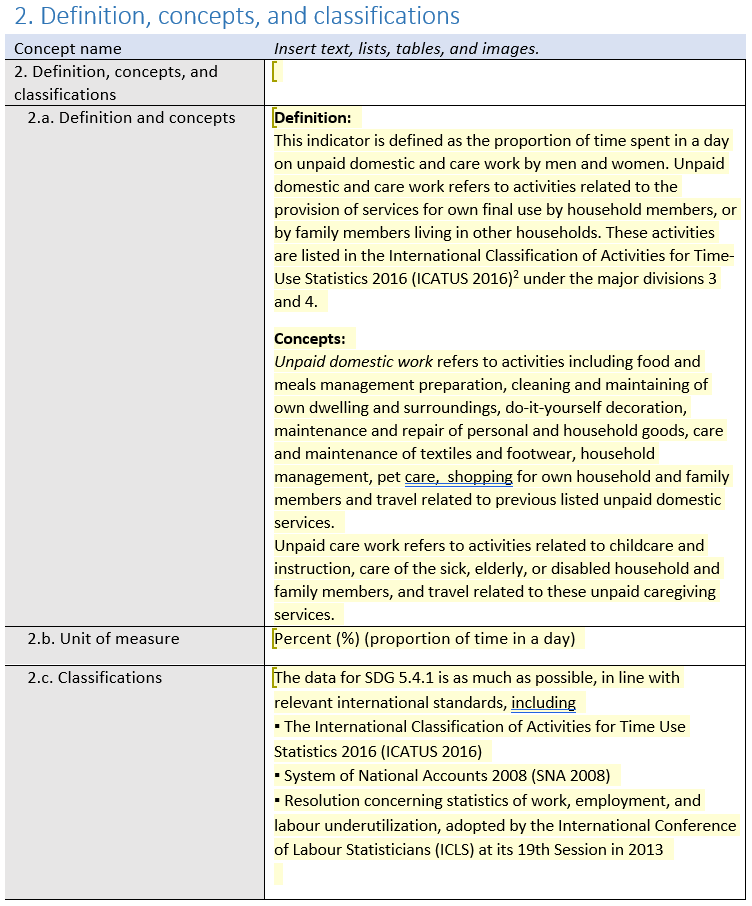 2. Definition, concepts, and classifications
Concept name
Insert text, lists, tables, and images.
2. Definition, concepts, and
classifications
2.a. Definition and concepts
Definition:
This indicator is defined as the proportion of time spent in a day
on unpaid domestic and care work by men and women. Unpaid
domestic and care work refers to activities related to the
provision of services for own final use by household members, or
by family members living in other households. These activities
are listed in the International Classification of Activities for Time-
Use Statistics 2016 (ICATUS 2016)² under the major divisions 3
and 4.
Concepts:
Unpaid domestic work refers to activities including food and
meals management preparation, cleaning and maintaining of
own dwelling and surroundings, do-it-yourself decoration,
maintenance and repair of personal and household goods, care
and maintenance of textiles and footwear, household
management, pet care,  shopping for own household and family
members and travel related to previous listed unpaid domestic
services.
Unpaid care work refers to activities related to childcare and
instruction, care of the sick, elderly, or disabled household and
family members, and travel related to these unpaid caregiving
services.
2.b. Unit of measure
Percent (%) (proportion of time in a day)
2.c. Classifications
The data for SDG 5.4.1 is as much as possible, in line with
relevant international standards, including
▪ The International Classification of Activities for Time Use
Statistics 2016 (ICATUS 2016)
▪ System of National Accounts 2008 (SNA 2008)
▪ Resolution concerning statistics of work, employment, and
labour underutilization, adopted by the International Conference
of Labour Statisticians (ICLS) at its 19th Session in 2013